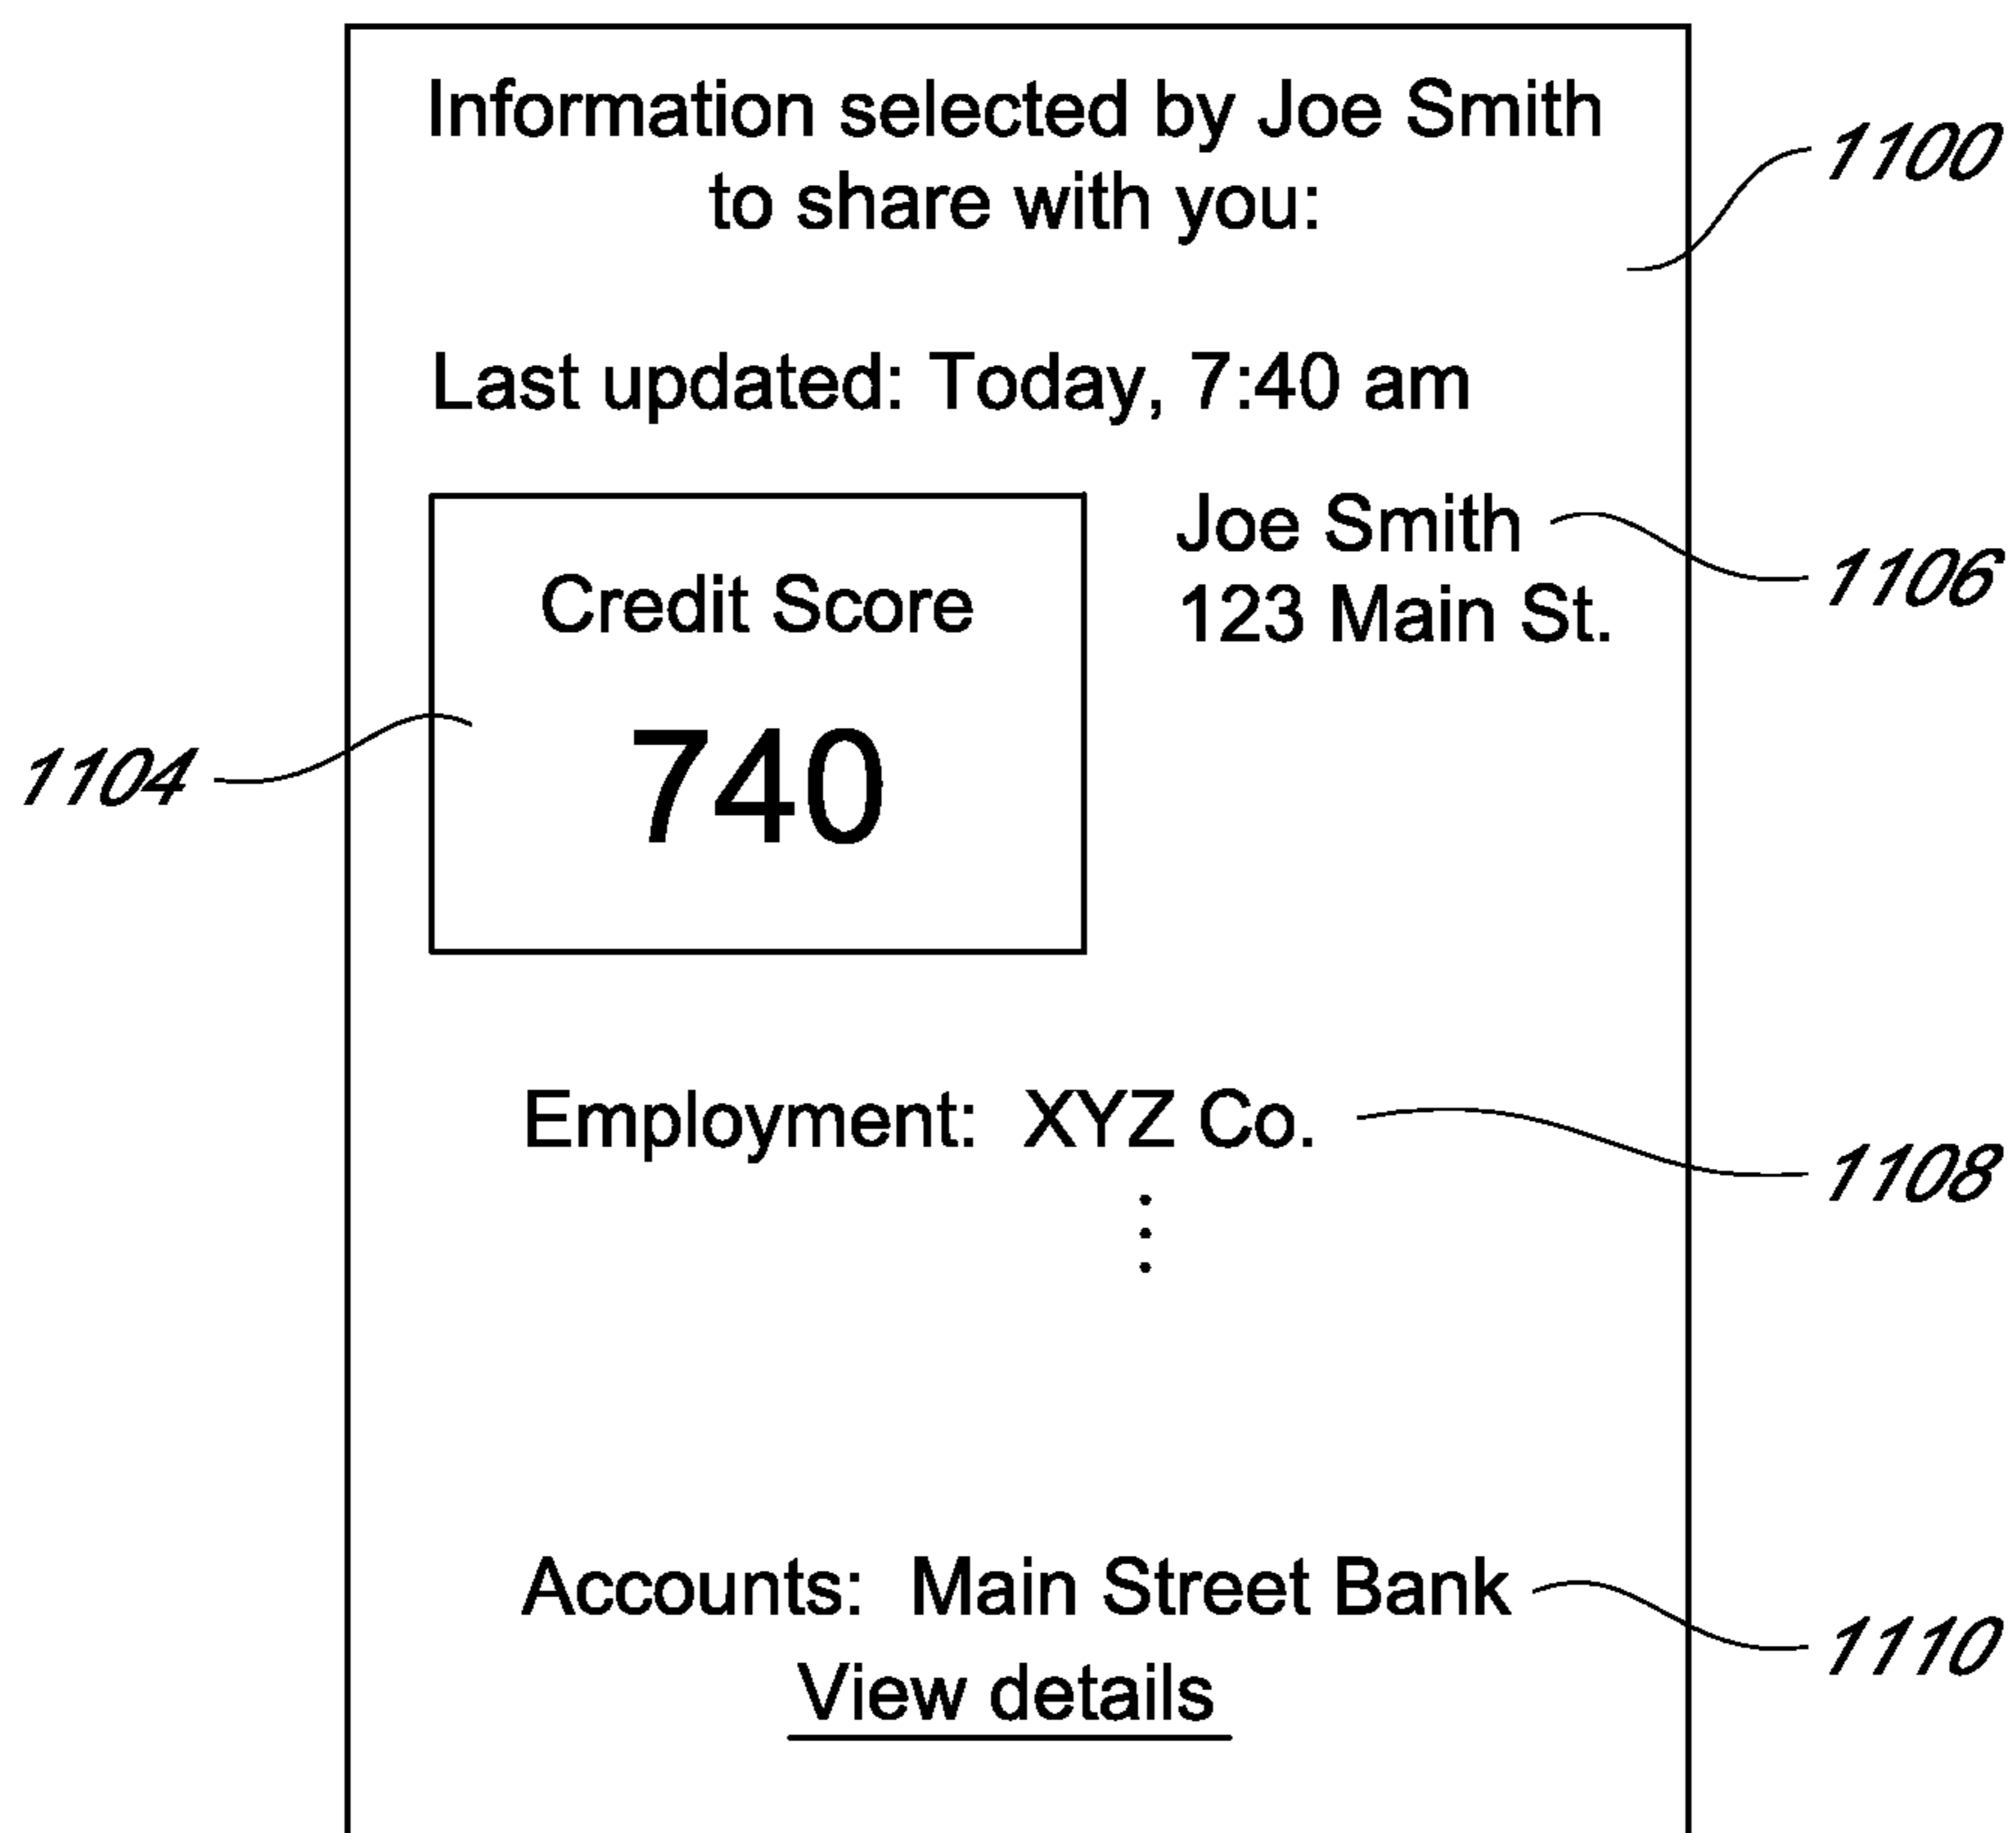 Information selected by Joe Smith
to share with you:
1100
Last updated: Today, 7:40 am
Joe Smith
123 Main St.
1106
Credit Score
740
1104
Employment: XYZ Co.
1108
Accounts: Main Street Bank
1110
View details